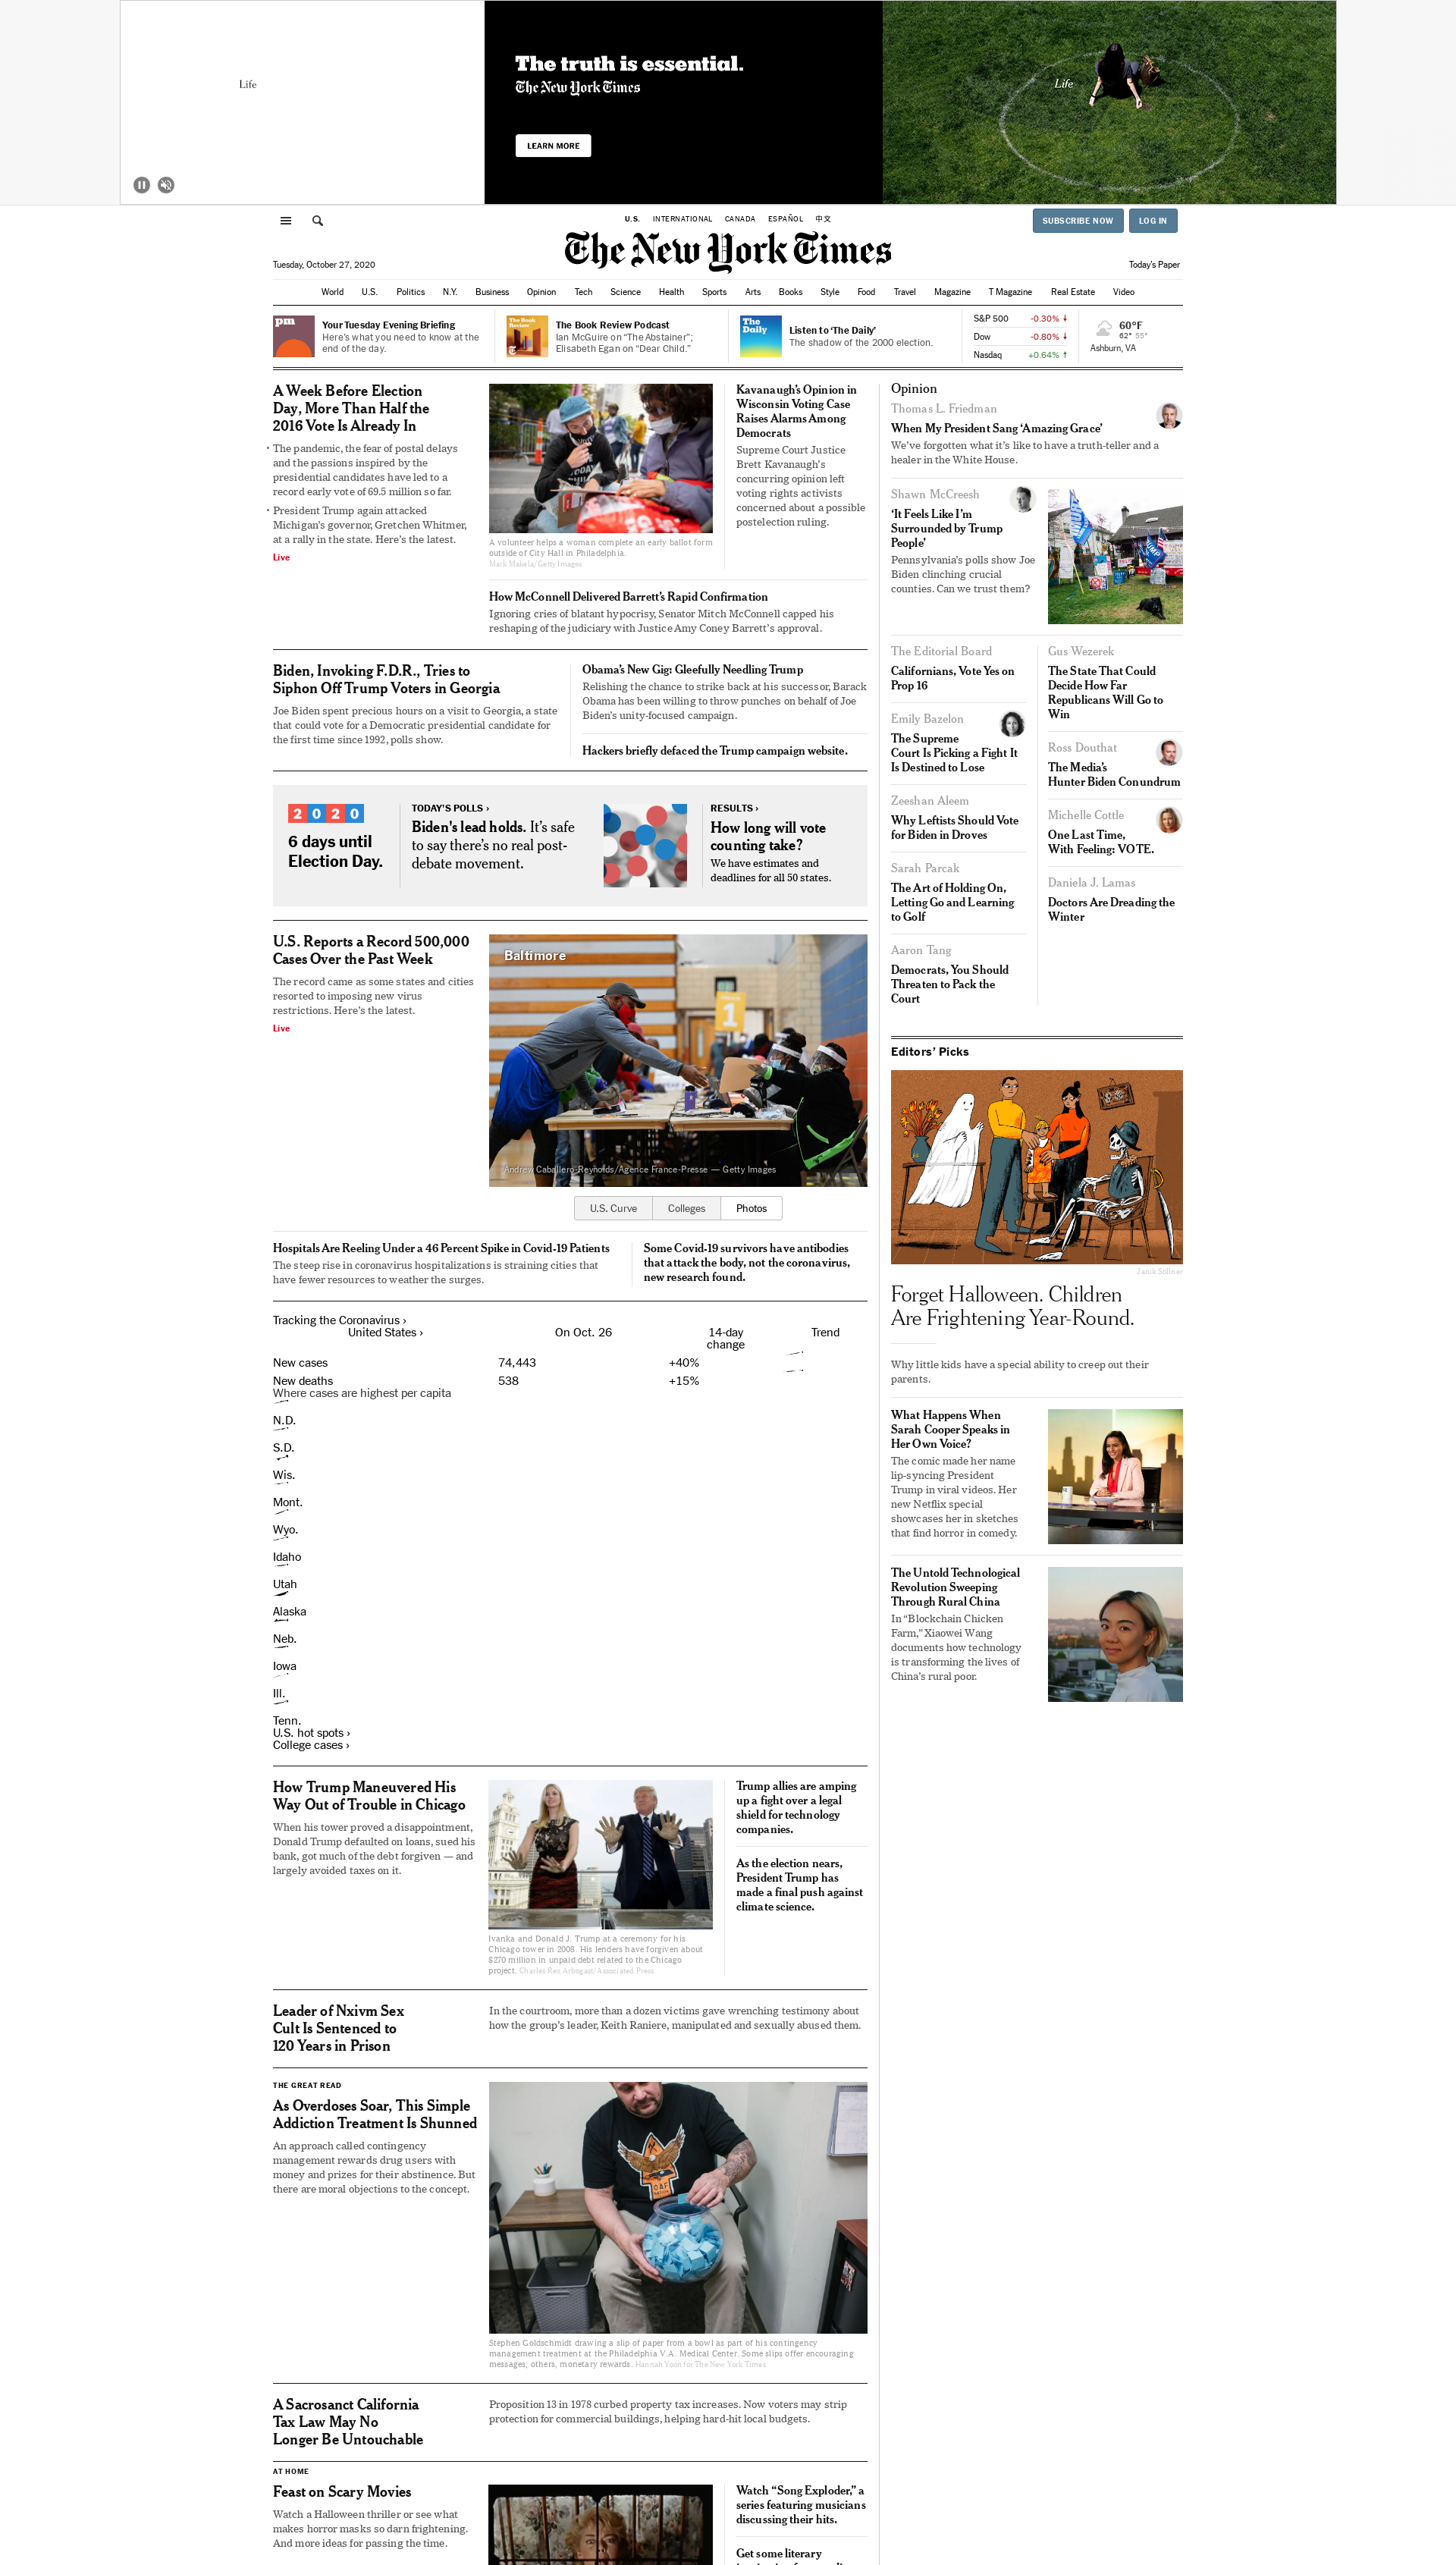 Life
The truth is essential.
The New York Times
LEARN MORE
Life
U.S. INTERNATIONAL CANADA ESPAÑOL 中文
SUBSCRIBE NOW LOG IN
The New York Times
Tuesday, October 27, 2020
Today's Paper
World U.S. Politics N.Y. Business Opinion Tech Science Health Sports Arts Books Style Food Travel Magazine T Magazine Real Estate Video
pm
Your Tuesday Evening Briefing
Here's what you need to know at the
end of the day.
The Book
Review
The Book Review Podcast
Ian McGuire on “The Abstainer”;
Elisabeth Egan on “Dear Child.”
The
Daily
Listen to ‘The Daily’
The shadow of the 2000 election.
S&P 500 -0.30% ↓
Dow -0.80% ↓
Nasdaq +0.64% ↑
60°F
62° 55°
Ashburn, VA
A Week Before Election
Day, More Than Half the
2016 Vote Is Already In
• The pandemic, the fear of postal delays
and the passions inspired by the
presidential candidates have led to a
record early vote of 69.5 million so far.
• President Trump again attacked
Michigan's governor, Gretchen Whitmer,
at a rally in the state. Here's the latest.
Live
A volunteer helps a woman complete an early ballot form
outside of City Hall in Philadelphia.
Mark Makela/Getty Images
Kavanaugh's Opinion in
Wisconsin Voting Case
Raises Alarms Among
Democrats
Supreme Court Justice
Brett Kavanaugh's
concurring opinion left
voting rights activists
concerned about a possible
postelection ruling.
How McConnell Delivered Barrett's Rapid Confirmation
Ignoring cries of blatant hypocrisy, Senator Mitch McConnell capped his
reshaping of the judiciary with Justice Amy Coney Barrett's approval.
Biden, Invoking F.D.R., Tries to
Siphon Off Trump Voters in Georgia
Joe Biden spent precious hours on a visit to Georgia, a state
that could vote for a Democratic presidential candidate for
the first time since 1992, polls show.
Obama's New Gig: Gleefully Needling Trump
Relishing the chance to strike back at his successor, Barack
Obama has been willing to throw punches on behalf of Joe
Biden's unity-focused campaign.
Hackers briefly defaced the Trump campaign website.
2020
6 days until
Election Day.
TODAY'S POLLS ›
Biden's lead holds. It's safe
to say there's no real post-
debate movement.
RESULTS ›
How long will vote
counting take?
We have estimates and
deadlines for all 50 states.
U.S. Reports a Record 500,000
Cases Over the Past Week
The record came as some states and cities
resorted to imposing new virus
restrictions. Here's the latest.
Live
Baltimore
1
Andrew Caballero-Reynolds/Agence France-Presse — Getty Images
U.S. Curve Colleges Photos
Hospitals Are Reeling Under a 46 Percent Spike in Covid-19 Patients
The steep rise in coronavirus hospitalizations is straining cities that
have fewer resources to weather the surges.
Some Covid-19 survivors have antibodies
that attack the body, not the coronavirus,
new research found.
Tracking the Coronavirus ›
United States › On Oct. 26 14-day
change Trend
New cases 74,443 +40%
New deaths 538 +15%
Where cases are highest per capita
N.D.
S.D.
Wis.
Mont.
Wyo.
Idaho
Utah
Alaska
Neb.
Iowa
Ill.
Tenn.
U.S. hot spots ›
College cases ›
How Trump Maneuvered His
Way Out of Trouble in Chicago
When his tower proved a disappointment,
Donald Trump defaulted on loans, sued his
bank, got much of the debt forgiven — and
largely avoided taxes on it.
Ivanka and Donald J. Trump at a ceremony for his
Chicago tower in 2008. His lenders have forgiven about
$270 million in unpaid debt related to the Chicago
project. Charles Rex Arbogast/Associated Press
Trump allies are amping
up a fight over a legal
shield for technology
companies.
As the election nears,
President Trump has
made a final push against
climate science.
Leader of Nxivm Sex
Cult Is Sentenced to
120 Years in Prison
In the courtroom, more than a dozen victims gave wrenching testimony about
how the group's leader, Keith Raniere, manipulated and sexually abused them.
THE GREAT READ
As Overdoses Soar, This Simple
Addiction Treatment Is Shunned
An approach called contingency
management rewards drug users with
money and prizes for their abstinence. But
there are moral objections to the concept.
Stephen Goldschmidt drawing a slip of paper from a bowl as part of his contingency
management treatment at the Philadelphia V.A. Medical Center. Some slips offer encouraging
messages; others, monetary rewards. Hannah Yoon for The New York Times
A Sacrosanct California
Tax Law May No
Longer Be Untouchable
Proposition 13 in 1978 curbed property tax increases. Now voters may strip
protection for commercial buildings, helping hard-hit local budgets.
AT HOME
Feast on Scary Movies
Watch a Halloween thriller or see what
makes horror masks so darn frightening.
And more ideas for passing the time.
Watch “Song Exploder,” a
series featuring musicians
discussing their hits.
Get some literary
Opinion
Thomas L. Friedman
When My President Sang ‘Amazing Grace’
We've forgotten what it's like to have a truth-teller and a
healer in the White House.
Shawn McCreesh
‘It Feels Like I'm
Surrounded by Trump
People’
Pennsylvania's polls show Joe
Biden clinching crucial
counties. Can we trust them?
The Editorial Board
Californians, Vote Yes on
Prop 16
Emily Bazelon
The Supreme
Court Is Picking a Fight It
Is Destined to Lose
Zeeshan Aleem
Why Leftists Should Vote
for Biden in Droves
Sarah Parcak
The Art of Holding On,
Letting Go and Learning
to Golf
Aaron Tang
Democrats, You Should
Threaten to Pack the
Court
Gus Wezerek
The State That Could
Decide How Far
Republicans Will Go to
Win
Ross Douthat
The Media's
Hunter Biden Conundrum
Michelle Cottle
One Last Time,
With Feeling: VOTE.
Daniela J. Lamas
Doctors Are Dreading the
Winter
Editors’ Picks
Janik Söllner
Forget Halloween. Children
Are Frightening Year-Round.
Why little kids have a special ability to creep out their
parents.
What Happens When
Sarah Cooper Speaks in
Her Own Voice?
The comic made her name
lip-syncing President
Trump in viral videos. Her
new Netflix special
showcases her in sketches
that find horror in comedy.
The Untold Technological
Revolution Sweeping
Through Rural China
In “Blockchain Chicken
Farm,” Xiaowei Wang
documents how technology
is transforming the lives of
China's rural poor.